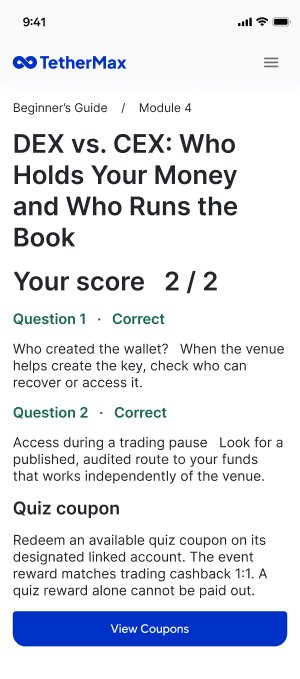 9:41
TetherMax
Beginner's Guide / Module 4
DEX vs. CEX: Who
Holds Your Money
and Who Runs the
Book
Your score 2 / 2
Question 1 · Correct
Who created the wallet? When the venue
helps create the key, check who can
recover or access it.
Question 2 · Correct
Access during a trading pause Look for a
published, audited route to your funds
that works independently of the venue.
Quiz coupon
Redeem an available quiz coupon on its
designated linked account. The event
reward matches trading cashback 1:1. A
quiz reward alone cannot be paid out.
View Coupons